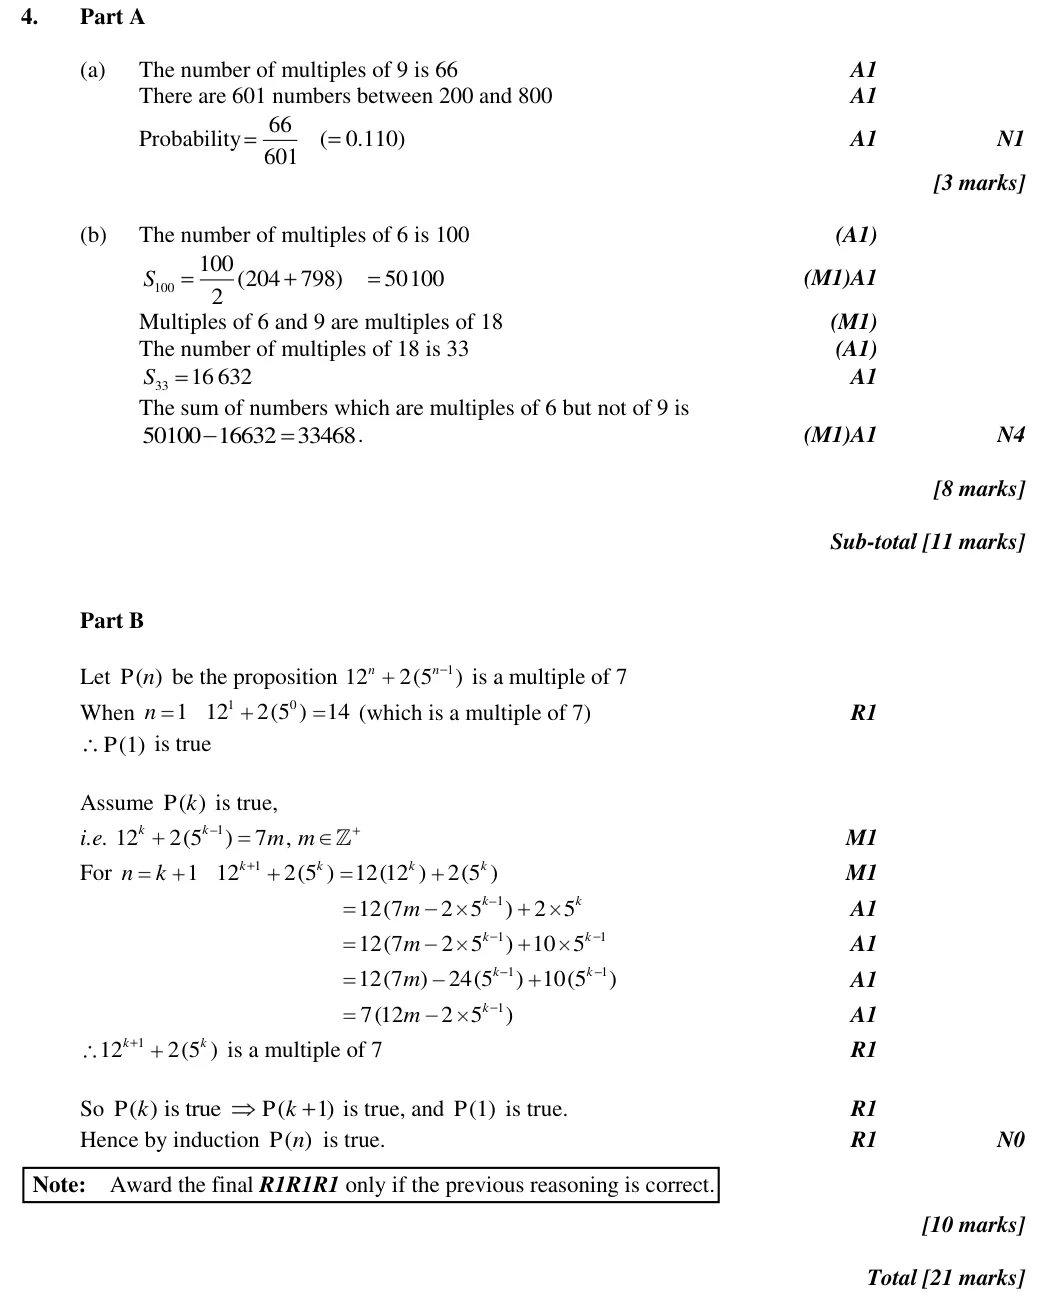 4. Part A
(a) The number of multiples of 9 is 66 A1
There are 601 numbers between 200 and 800 A1
Probability = 66/601 (= 0.110) A1 N1
[3 marks]
(b) The number of multiples of 6 is 100 (A1)
S₁₀₀ = 100/2 (204 + 798) = 50100 (M1)A1
Multiples of 6 and 9 are multiples of 18 (M1)
The number of multiples of 18 is 33 (A1)
S₃₃ = 16 632 A1
The sum of numbers which are multiples of 6 but not of 9 is
50100 − 16632 = 33468. (M1)A1 N4
[8 marks]
Sub-total [11 marks]
Part B
Let P(n) be the proposition 12ⁿ + 2(5ⁿ⁻¹) is a multiple of 7
When n = 1 12¹ + 2(5⁰) = 14 (which is a multiple of 7) R1
∴ P(1) is true
Assume P(k) is true,
i.e. 12ᵏ + 2(5ᵏ⁻¹) = 7m, m ∈ ℤ⁺ M1
For n = k + 1 12ᵏ⁺¹ + 2(5ᵏ) = 12(12ᵏ) + 2(5ᵏ) M1
= 12(7m − 2 × 5ᵏ⁻¹) + 2 × 5ᵏ A1
= 12(7m − 2 × 5ᵏ⁻¹) + 10 × 5ᵏ⁻¹ A1
= 12(7m) − 24(5ᵏ⁻¹) + 10(5ᵏ⁻¹) A1
= 7(12m − 2 × 5ᵏ⁻¹) A1
∴ 12ᵏ⁺¹ + 2(5ᵏ) is a multiple of 7 R1
So P(k) is true ⇒ P(k + 1) is true, and P(1) is true. R1
Hence by induction P(n) is true. R1 N0
Note: Award the final R1R1R1 only if the previous reasoning is correct.
[10 marks]
Total [21 marks]